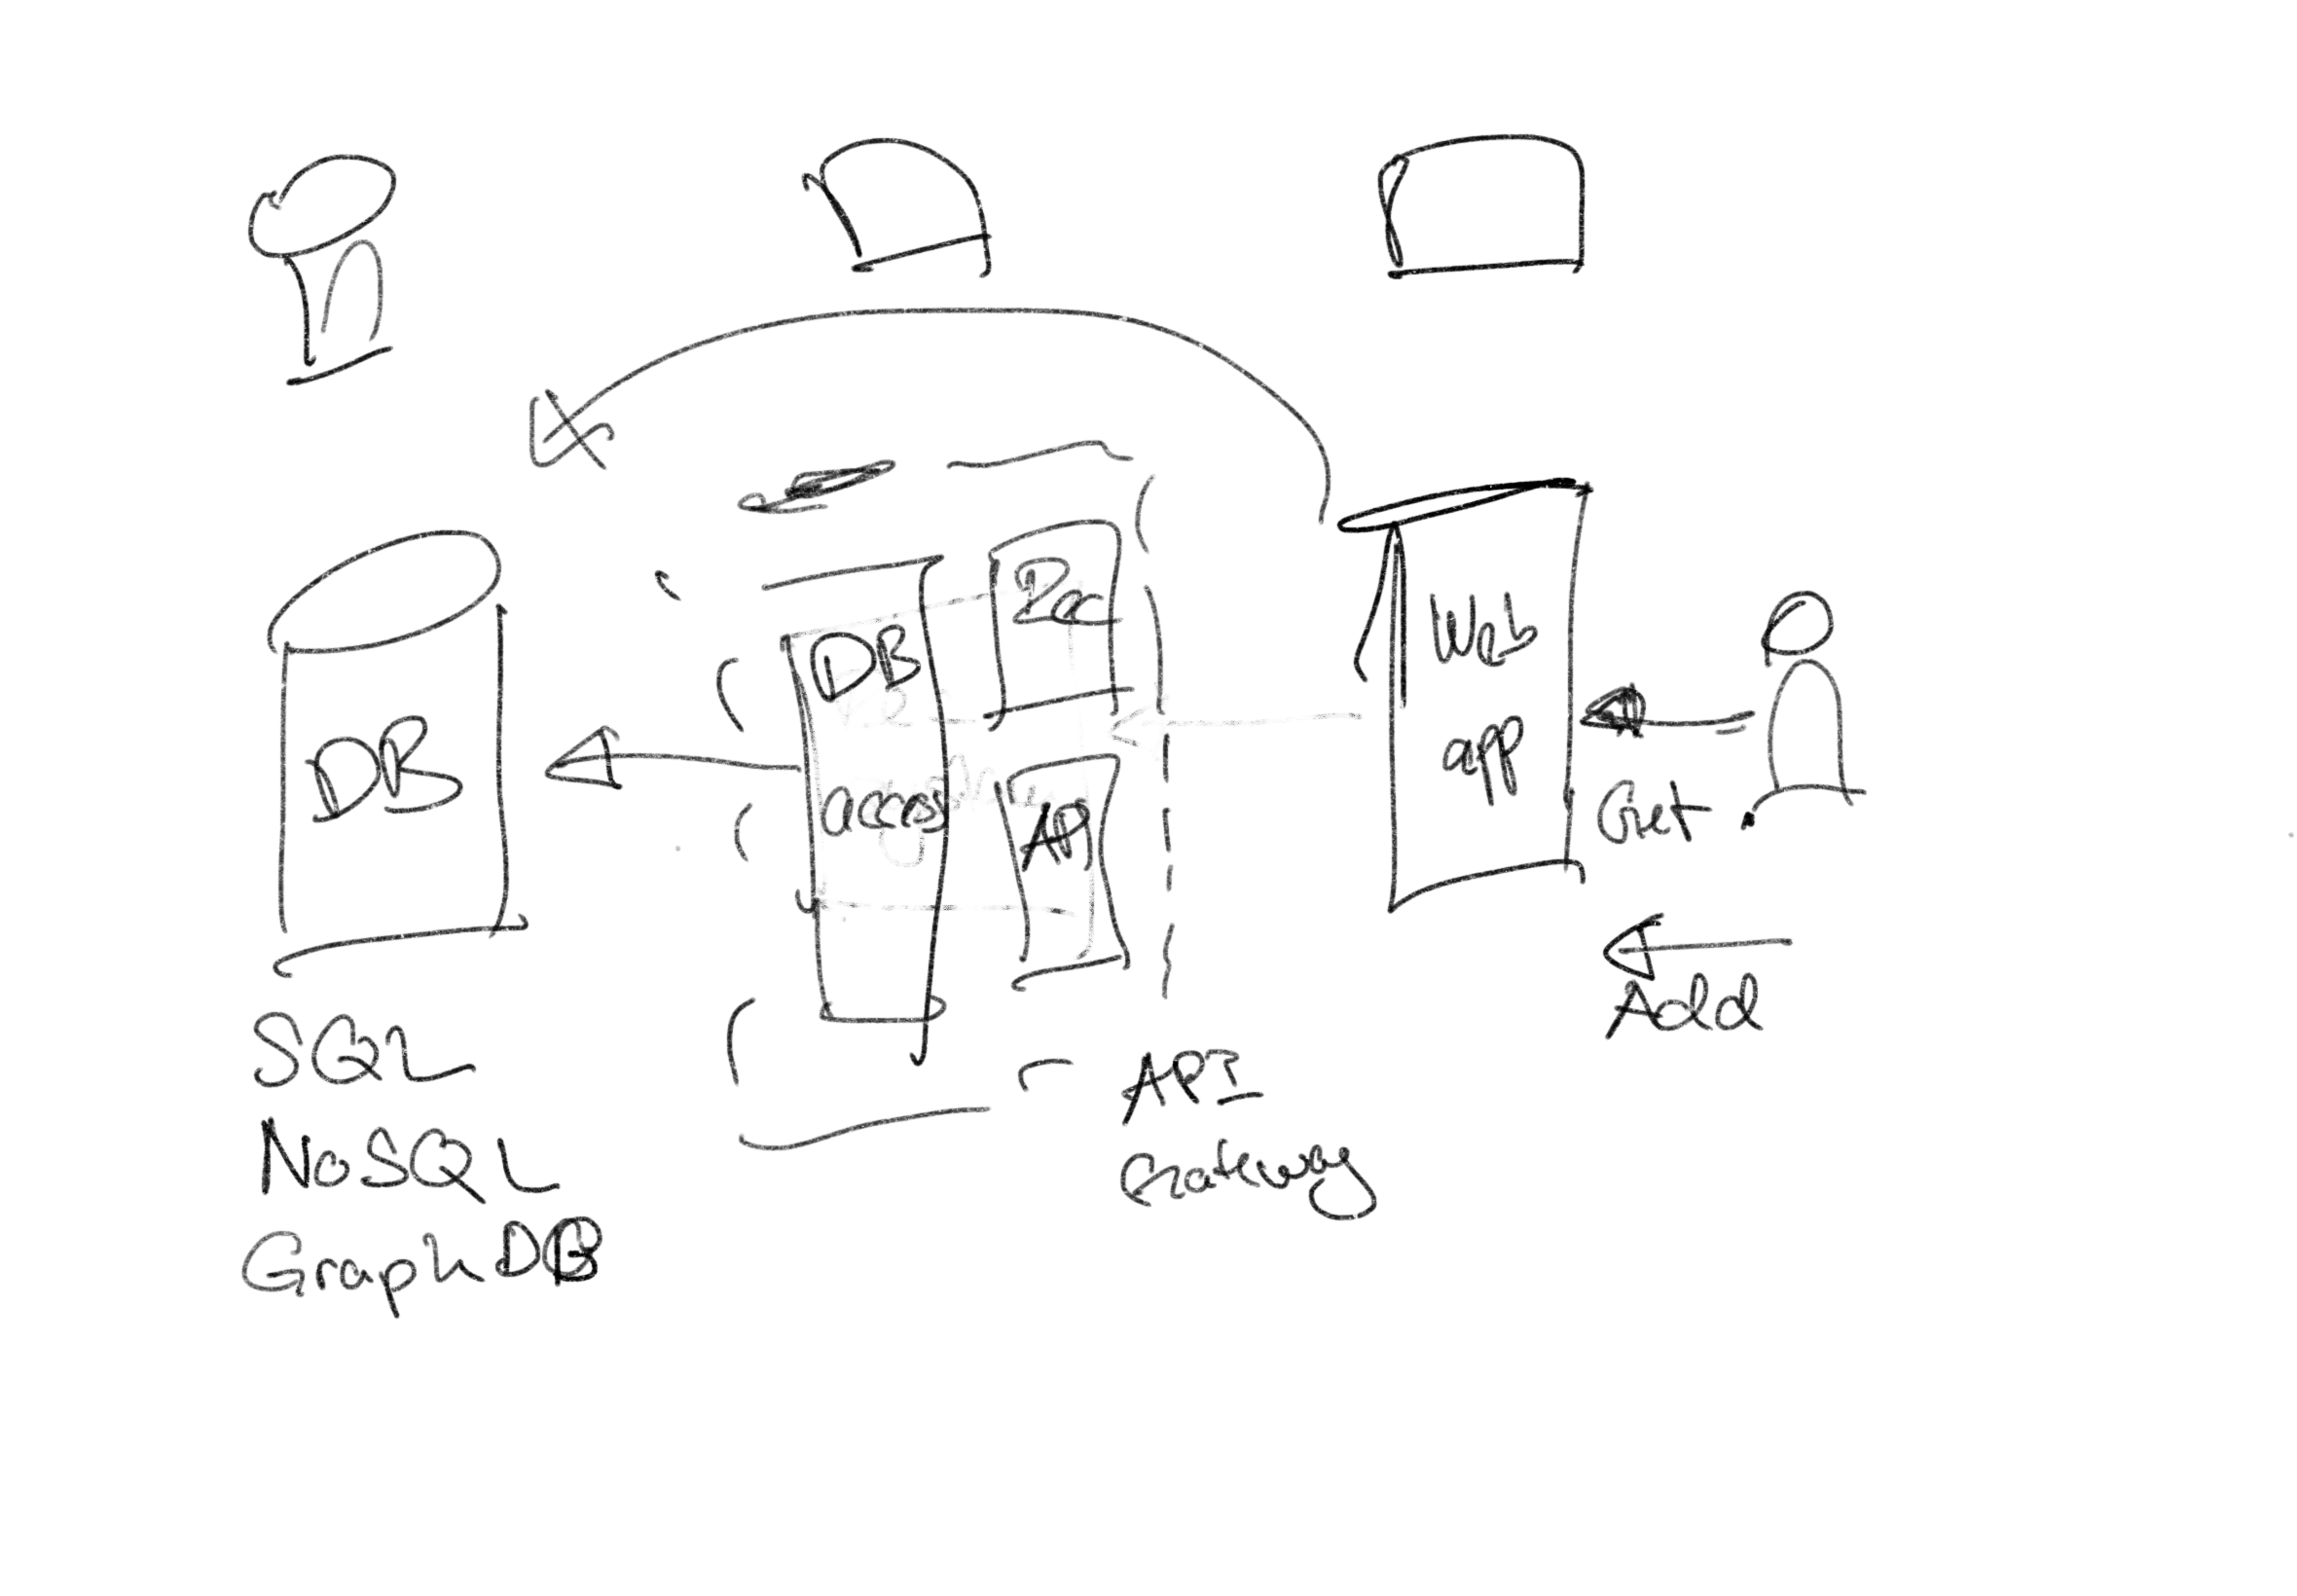 DB
SQL
NoSQL
GraphDB
DB
access
API
API
Gateway
Web
app
Get
Add